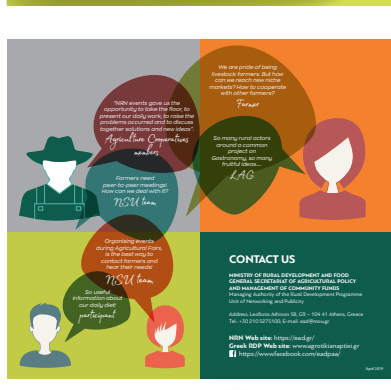 "NRN events gave us the
opportunity to take the floor, to
present our daily work, to raise the
problems occurred and to discuss
together solutions and new ideas".
Agriculture Cooperatives
members
We are pride of being
livestock farmers. But how
can we reach new niche
markets? How to cooperate
with other farmers?
Farmer
So many rural actors
around a common
project on
Gastronomy, so many
fruitful ideas....
LAG
Farmers need
peer-to-peer meetings!
How can we deal with it?
NSU team
Organising events
during Agricultural Fairs,
is the best way to
contact farmers and
hear their needs!
NSU team
So useful
information about
our daily diet!
participant
CONTACT US
MINISTRY OF RURAL DEVELOPMENT AND FOOD
GENERAL SECRETARIAT OF AGRICULTURAL POLICY
AND MANAGEMENT OF COMMUNITY FUNDS
Managing Authority of the Rural Development Programme
Unit of Networking and Publicity
Address: Leoforos Athinon 58, GR – 104 41 Athens, Greece
Tel.: +30 210 5275100, E-mail: ead@mou.gr
NRN Web site: https://ead.gr/
Greek RDP Web site: www.agrotikianaptixi.gr
https://www.facebook.com/eadpaa/
April 2019